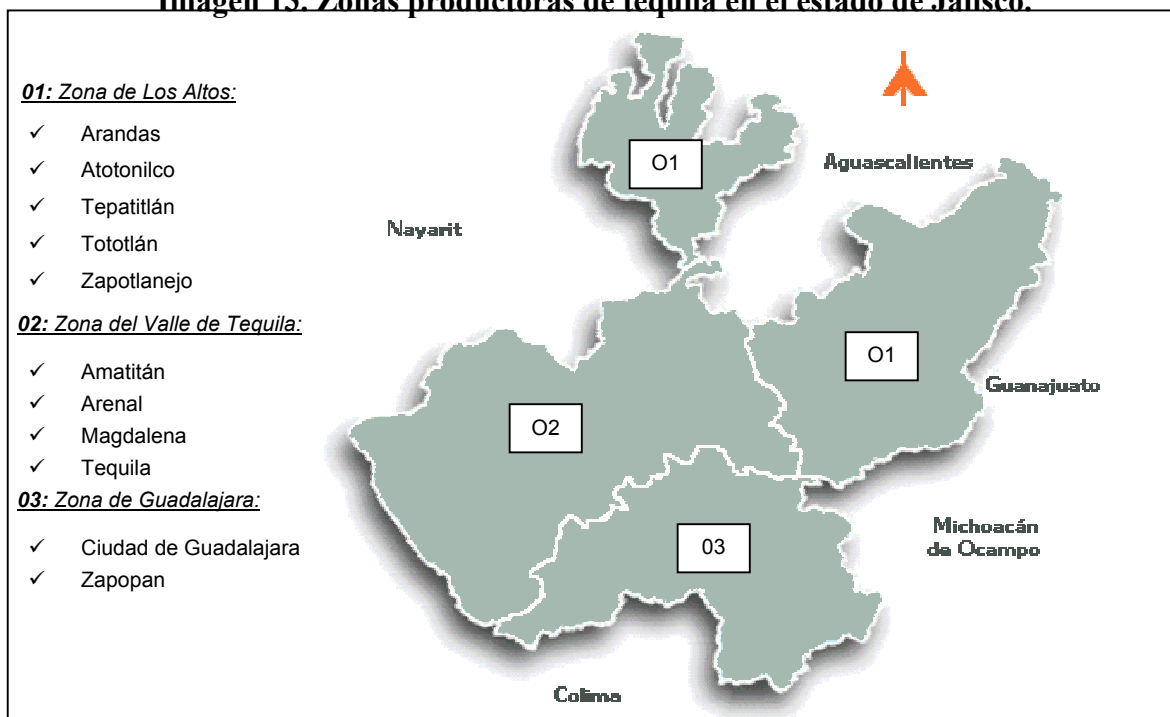 Imagen 13. Zonas productoras de tequila en el estado de Jalisco.
01: Zona de Los Altos:
✓ Arandas
✓ Atotonilco
✓ Tepatitlán
✓ Tototlán
✓ Zapotlanejo
02: Zona del Valle de Tequila:
✓ Amatitán
✓ Arenal
✓ Magdalena
✓ Tequila
03: Zona de Guadalajara:
✓ Ciudad de Guadalajara
✓ Zapopan
O1
Aguascalientes
Nayarit
O1
Guanajuato
O2
Michoacán
de Ocampo
03
Colima